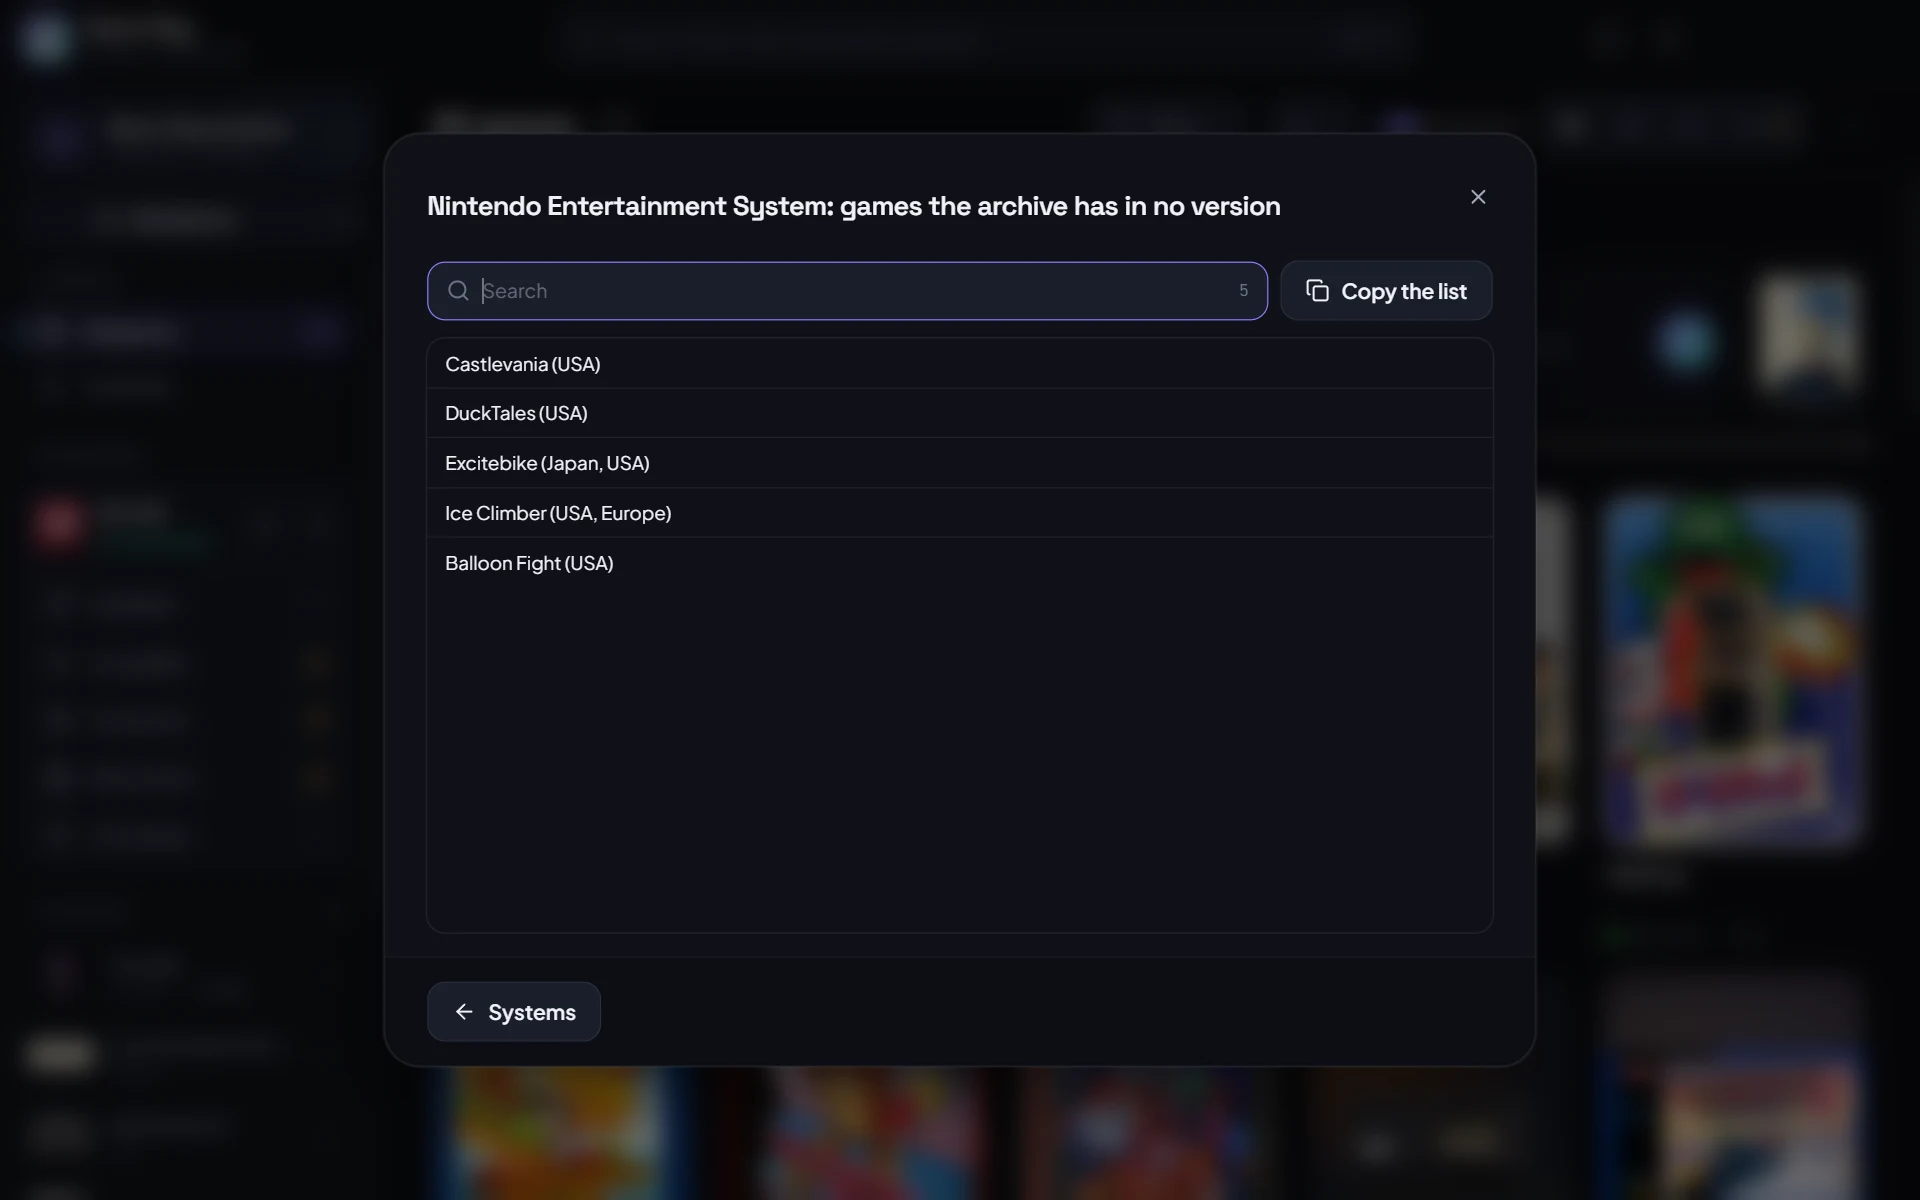 Nintendo Entertainment System: games the archive has in no version
Search
5
Copy the list
Castlevania (USA)
DuckTales (USA)
Excitebike (Japan, USA)
Ice Climber (USA, Europe)
Balloon Fight (USA)
Systems